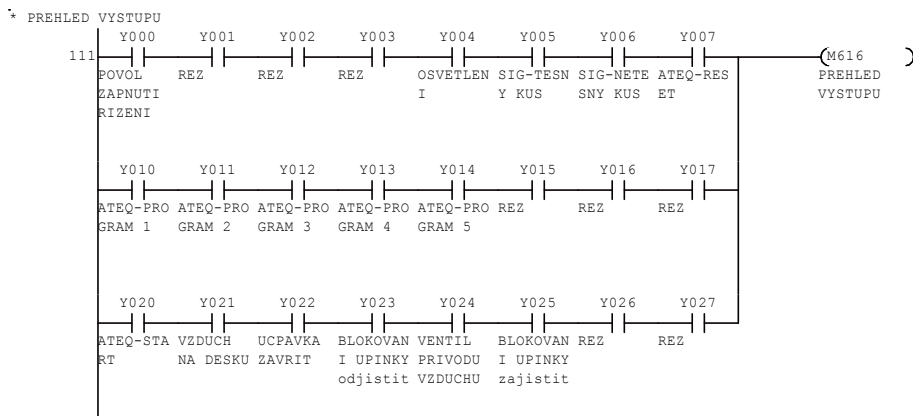 * PREHLED VYSTUPU
Y000 Y001 Y002 Y003 Y004 Y005 Y006 Y007
111 M616
POVOL REZ REZ REZ OSVETLEN SIG-TESN SIG-NETE ATEQ-RES PREHLED
ZAPNUTI I Y KUS SNY KUS ET VYSTUPU
RIZENI
Y010 Y011 Y012 Y013 Y014 Y015 Y016 Y017
ATEQ-PRO ATEQ-PRO ATEQ-PRO ATEQ-PRO ATEQ-PRO REZ REZ REZ
GRAM 1 GRAM 2 GRAM 3 GRAM 4 GRAM 5
Y020 Y021 Y022 Y023 Y024 Y025 Y026 Y027
ATEQ-STA VZDUCH UCPAVKA BLOKOVAN VENTIL BLOKOVAN REZ REZ
RT NA DESKU ZAVRIT I UPINKY PRIVODU I UPINKY
odjistit VZDUCHU zajistit